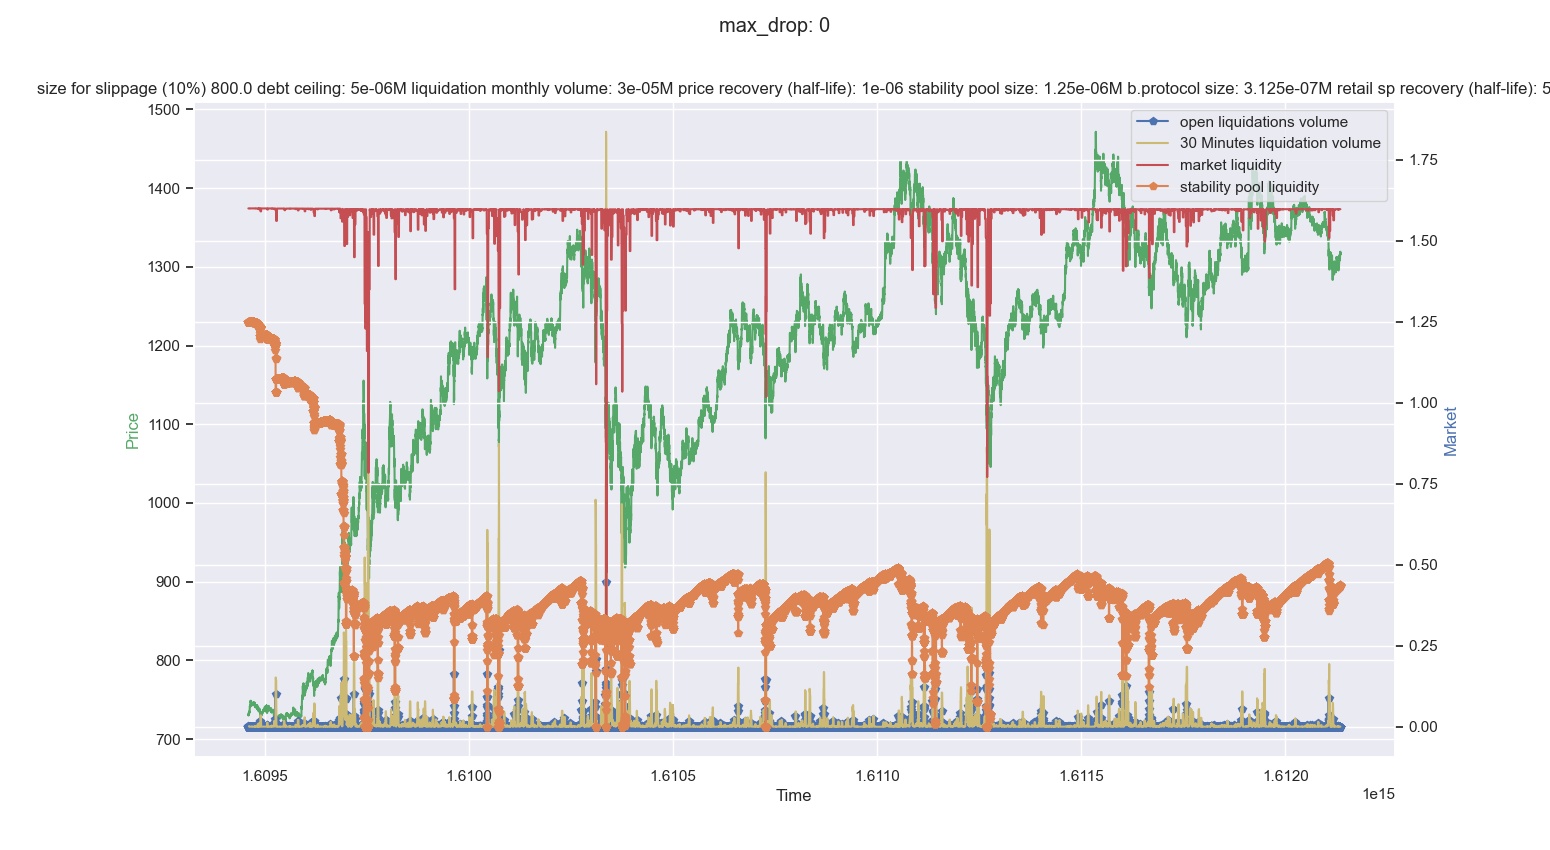 max_drop: 0
size for slippage (10%) 800.0 debt ceiling: 5e-06M liquidation monthly volume: 3e-05M price recovery (half-life): 1e-06 stability pool size: 1.25e-06M b.protocol size: 3.125e-07M retail sp recovery (half-life): 5
open liquidations volume
30 Minutes liquidation volume
market liquidity
stability pool liquidity
1500
1400
1300
1200
1100
1000
900
800
700
Price
1.75
1.50
1.25
1.00
0.75
0.50
0.25
0.00
Market
1.6095
1.6100
1.6105
1.6110
1.6115
1.6120
1e15
Time